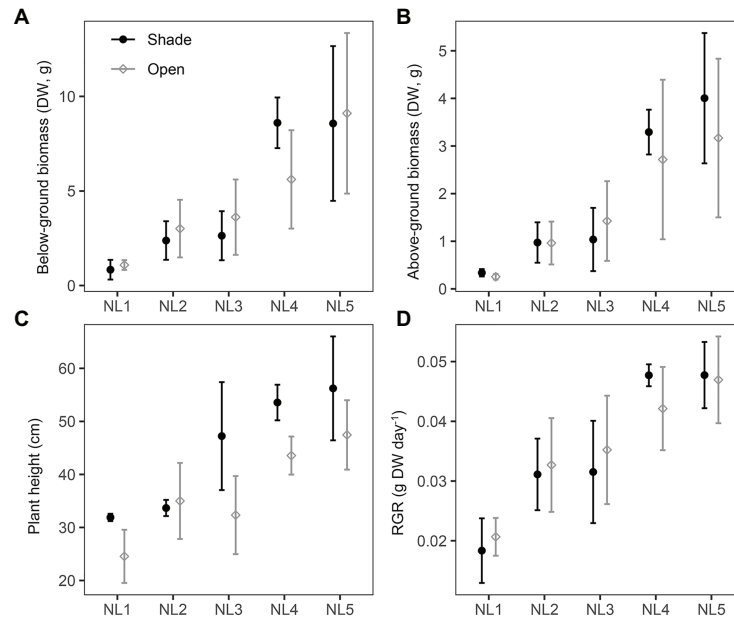 A
Shade
Open
Below-ground biomass (DW, g)
10
5
0
NL1 NL2 NL3 NL4 NL5
B
Above-ground biomass (DW, g)
5
4
3
2
1
0
NL1 NL2 NL3 NL4 NL5
C
Plant height (cm)
60
50
40
30
20
NL1 NL2 NL3 NL4 NL5
D
RGR (g DW day⁻¹)
0.05
0.04
0.03
0.02
NL1 NL2 NL3 NL4 NL5